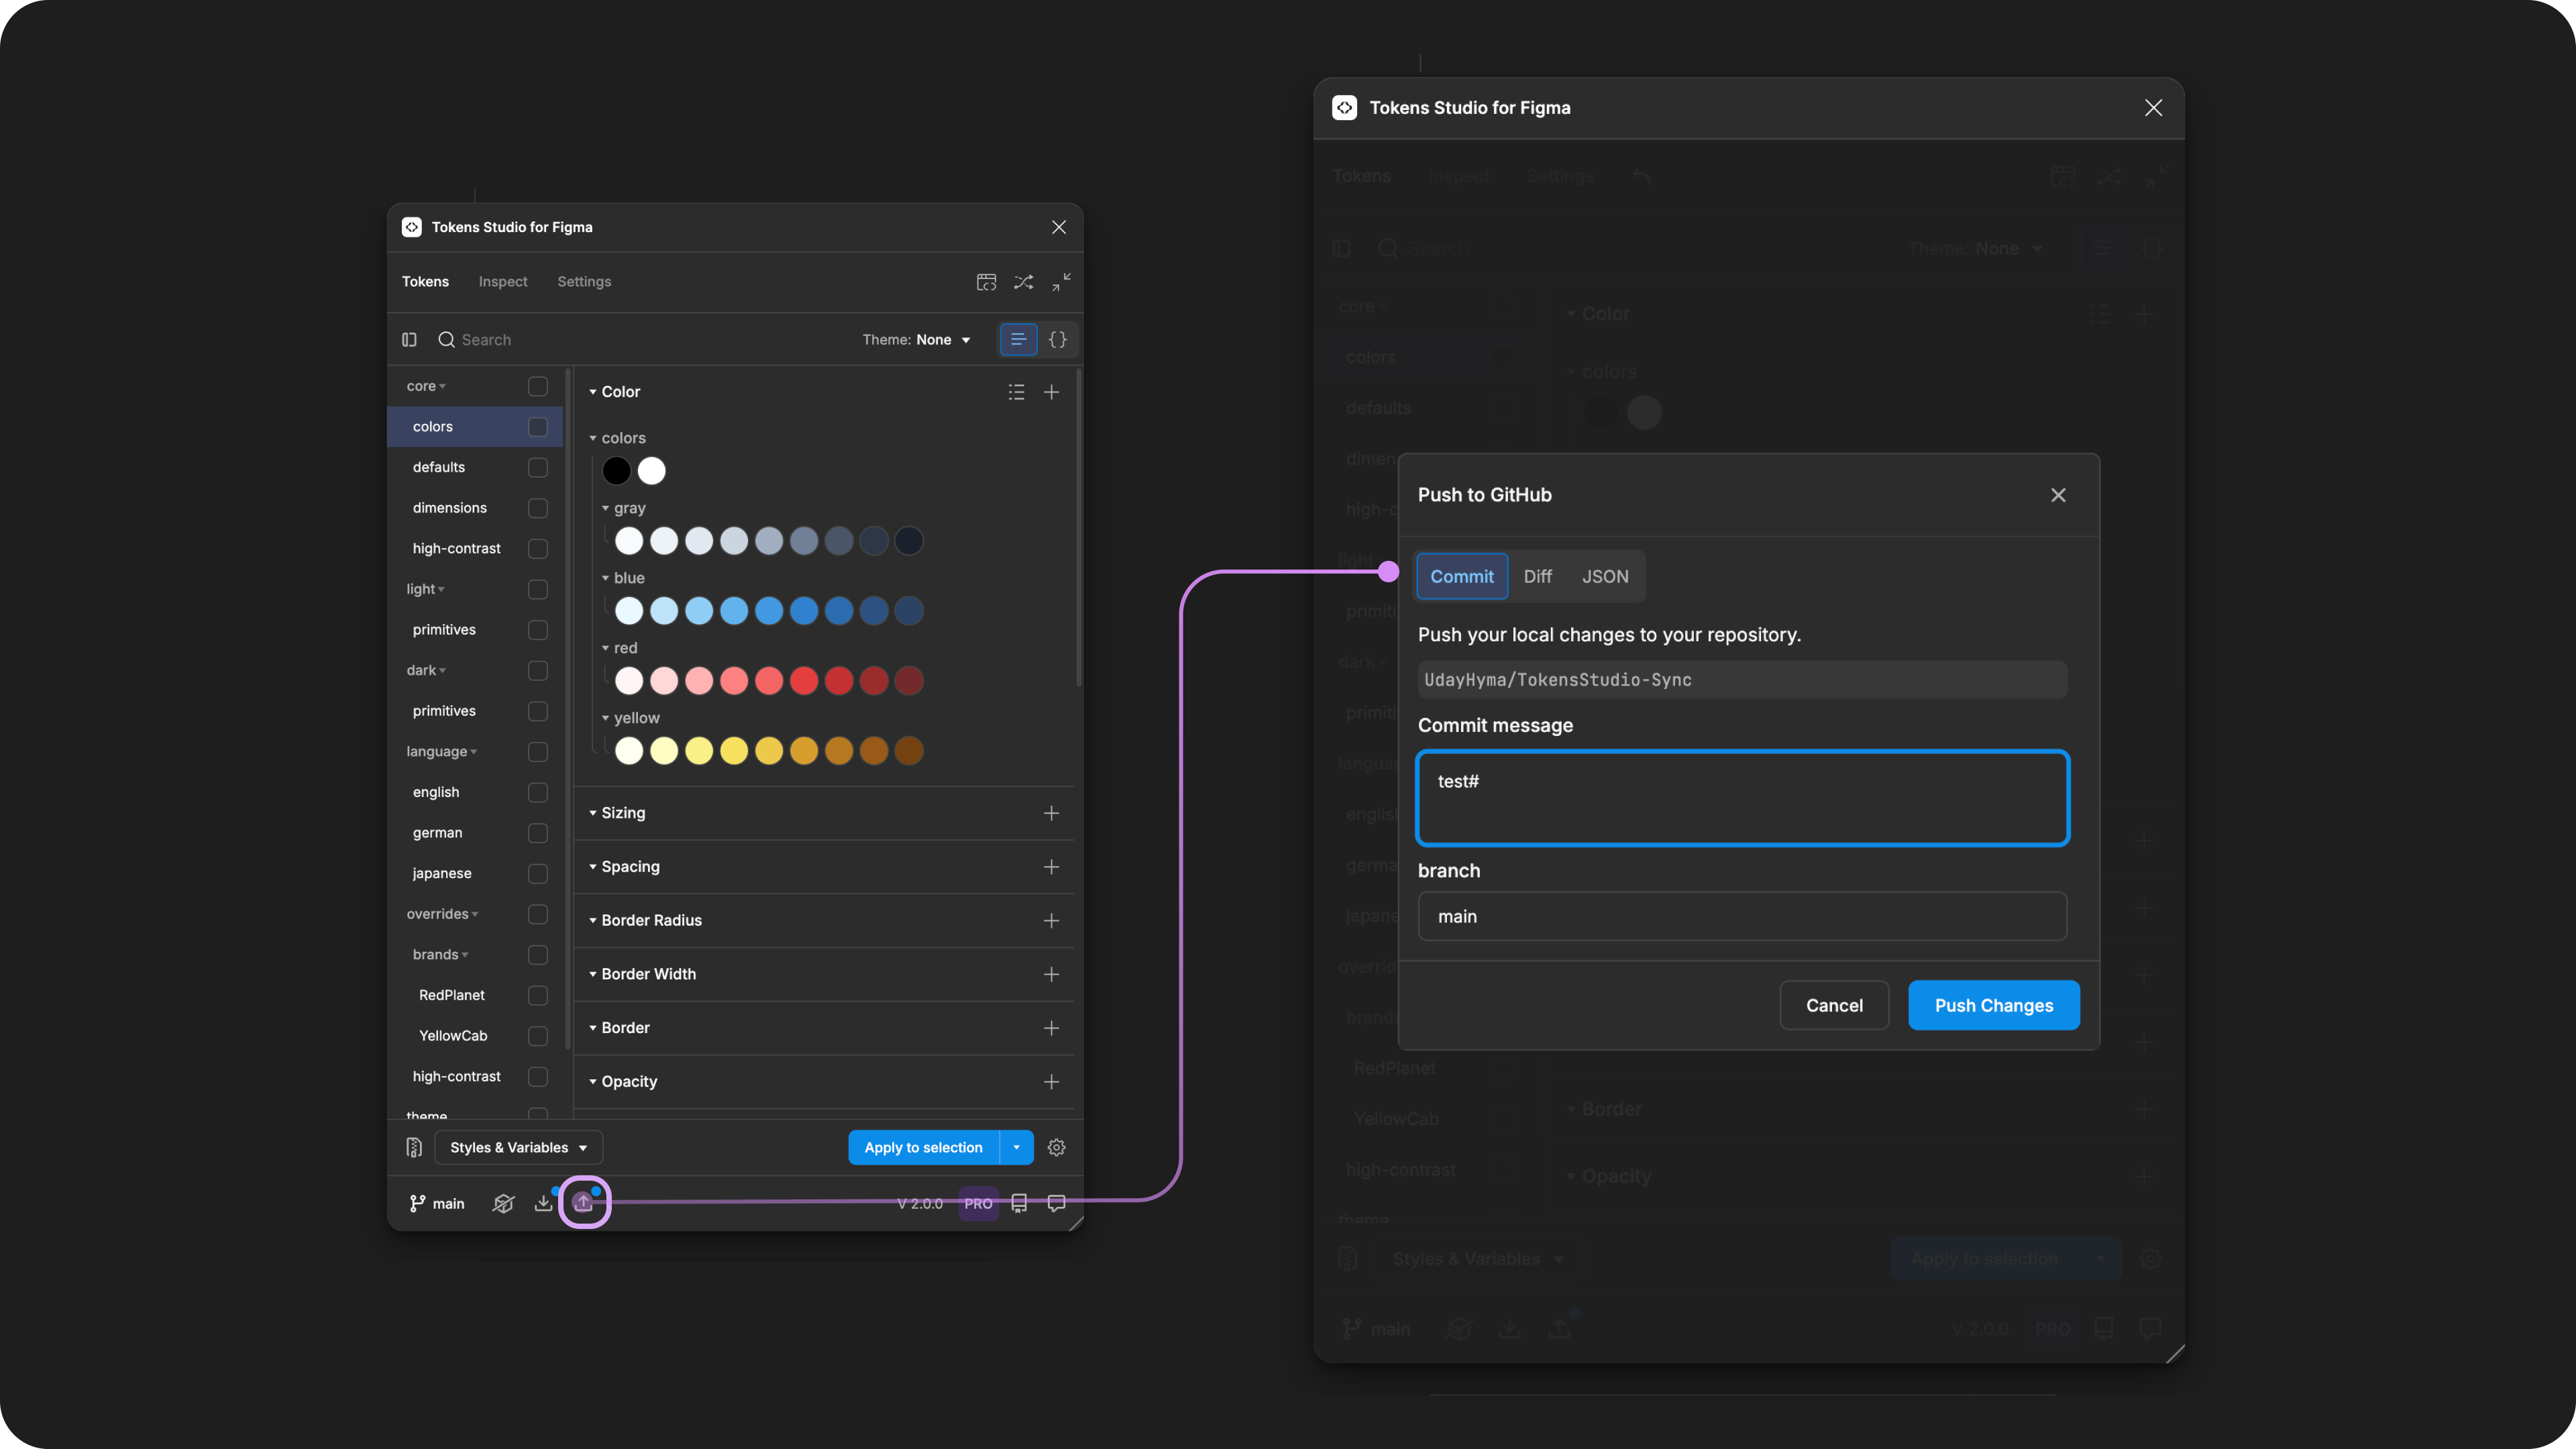 Tokens Studio for Figma
Tokens Inspect Settings
Search Theme: None
core
colors
defaults
dimensions
high-contrast
light
primitives
dark
primitives
language
english
german
japanese
overrides
brands
RedPlanet
YellowCab
high-contrast
theme
Color
colors
gray
blue
red
yellow
Sizing
Spacing
Border Radius
Border Width
Border
Opacity
Styles & Variables Apply to selection
main V 2.0.0 PRO
Tokens Studio for Figma
Tokens Inspect Settings
Search Theme: None
core
colors
defaults
dimen
high-c
light
primiti
dark
primiti
languag
english
germa
japane
overrid
brands
RedPlanet
YellowCab
high-contrast
theme
Color
colors
Border
Opacity
Push to GitHub
Commit Diff JSON
Push your local changes to your repository.
UdayHyma/TokensStudio-Sync
Commit message
test#
branch
main
Cancel Push Changes
Styles & Variables Apply to selection
main V 2.0.0 PRO